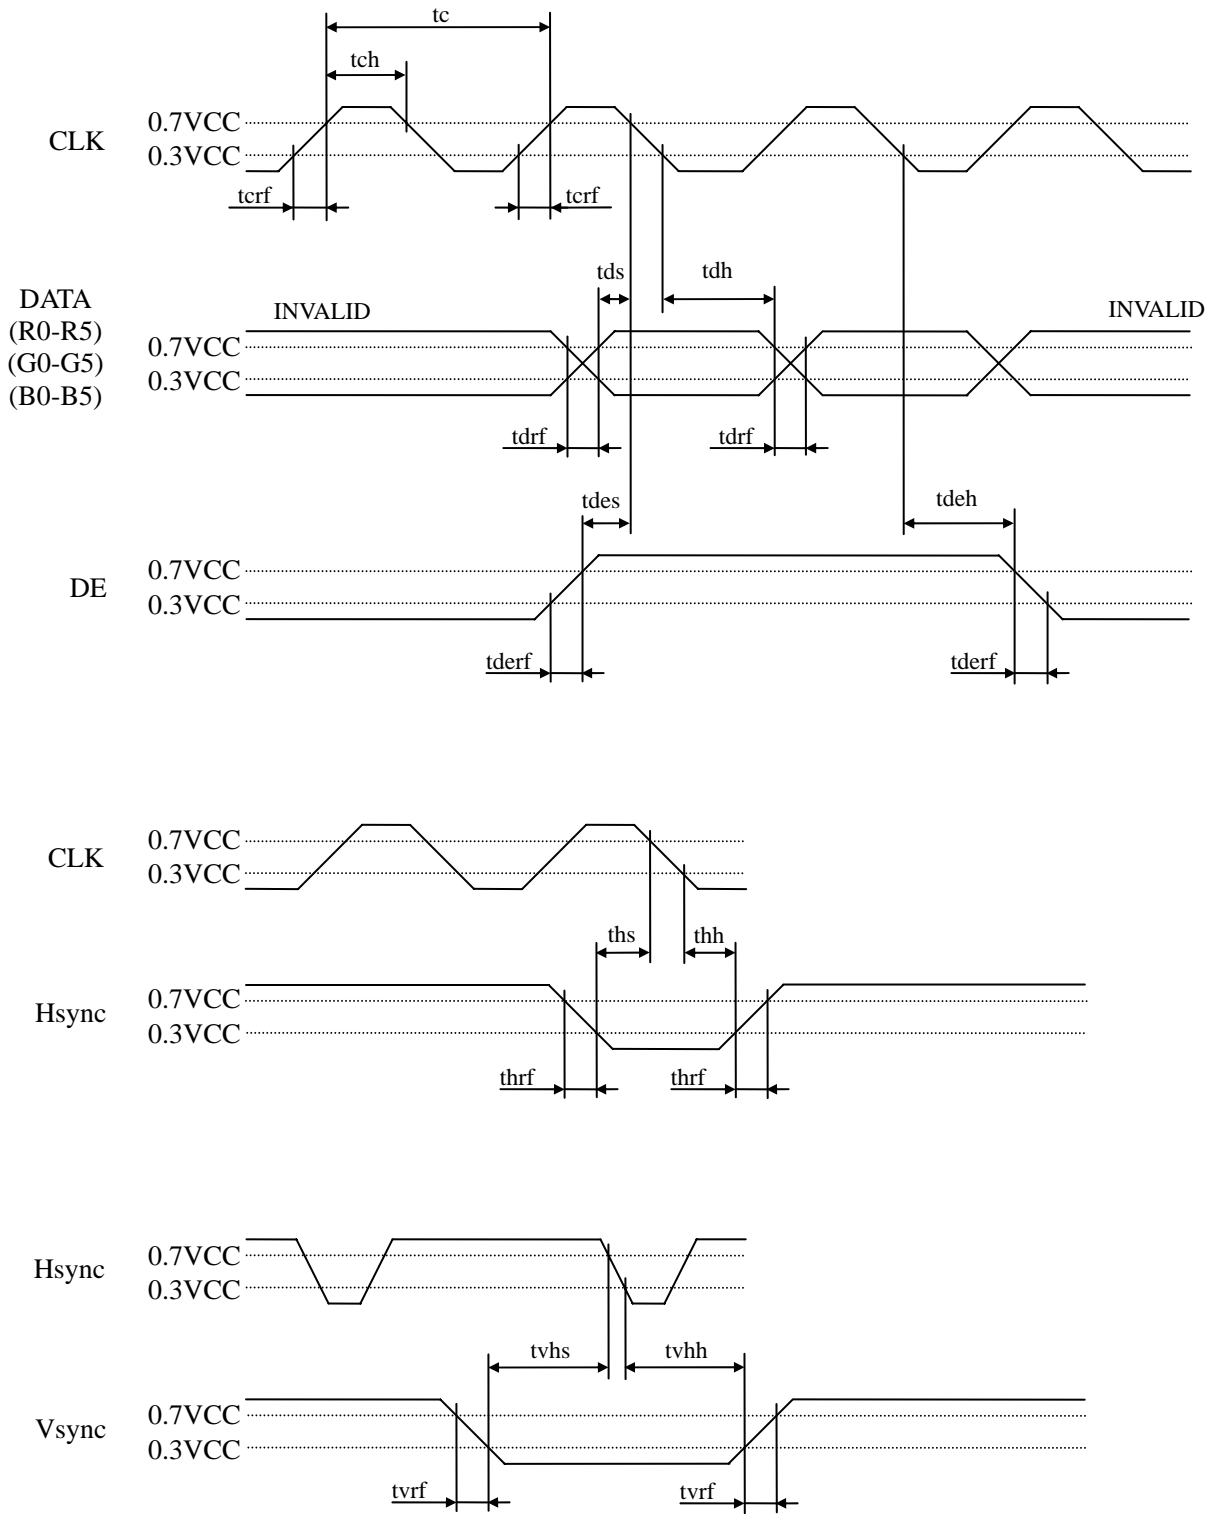 tc
tch
CLK
0.7VCC
0.3VCC
tcrf
tcrf
tds
tdh
DATA
(R0-R5)
(G0-G5)
(B0-B5)
INVALID
INVALID
0.7VCC
0.3VCC
tdrf
tdrf
tdes
tdeh
DE
0.7VCC
0.3VCC
tderf
tderf
CLK
0.7VCC
0.3VCC
ths
thh
Hsync
0.7VCC
0.3VCC
thrf
thrf
Hsync
0.7VCC
0.3VCC
tvhs
tvhh
Vsync
0.7VCC
0.3VCC
tvrf
tvrf